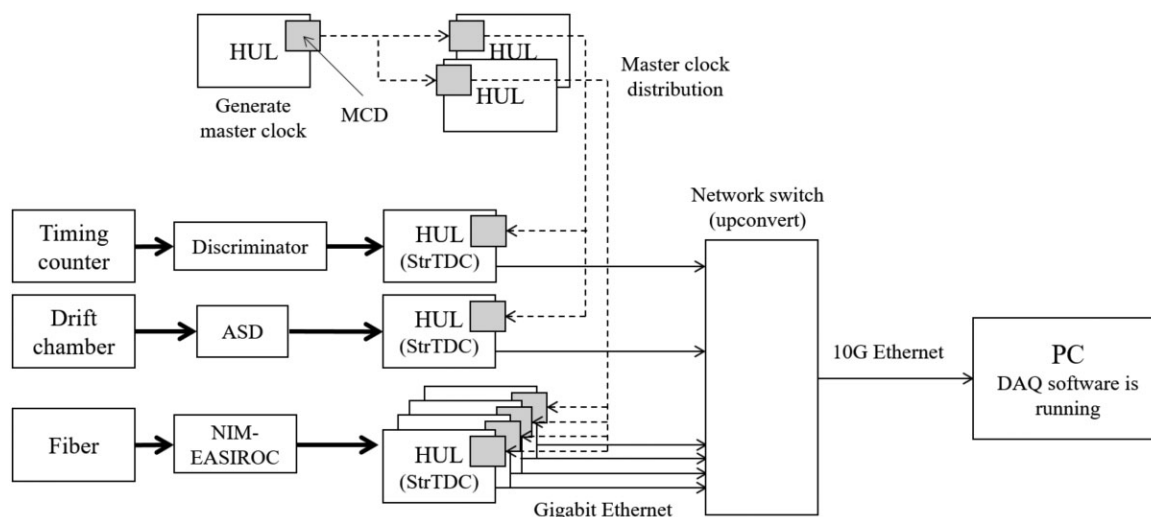 HUL
HUL
HUL
Generate
master clock
MCD
Master clock
distribution
Network switch
(upconvert)
Timing
counter
Discriminator
HUL
(StrTDC)
Drift
chamber
ASD
HUL
(StrTDC)
10G Ethernet
PC
DAQ software is
running
Fiber
NIM-
EASIROC
HUL
(StrTDC)
Gigabit Ethernet